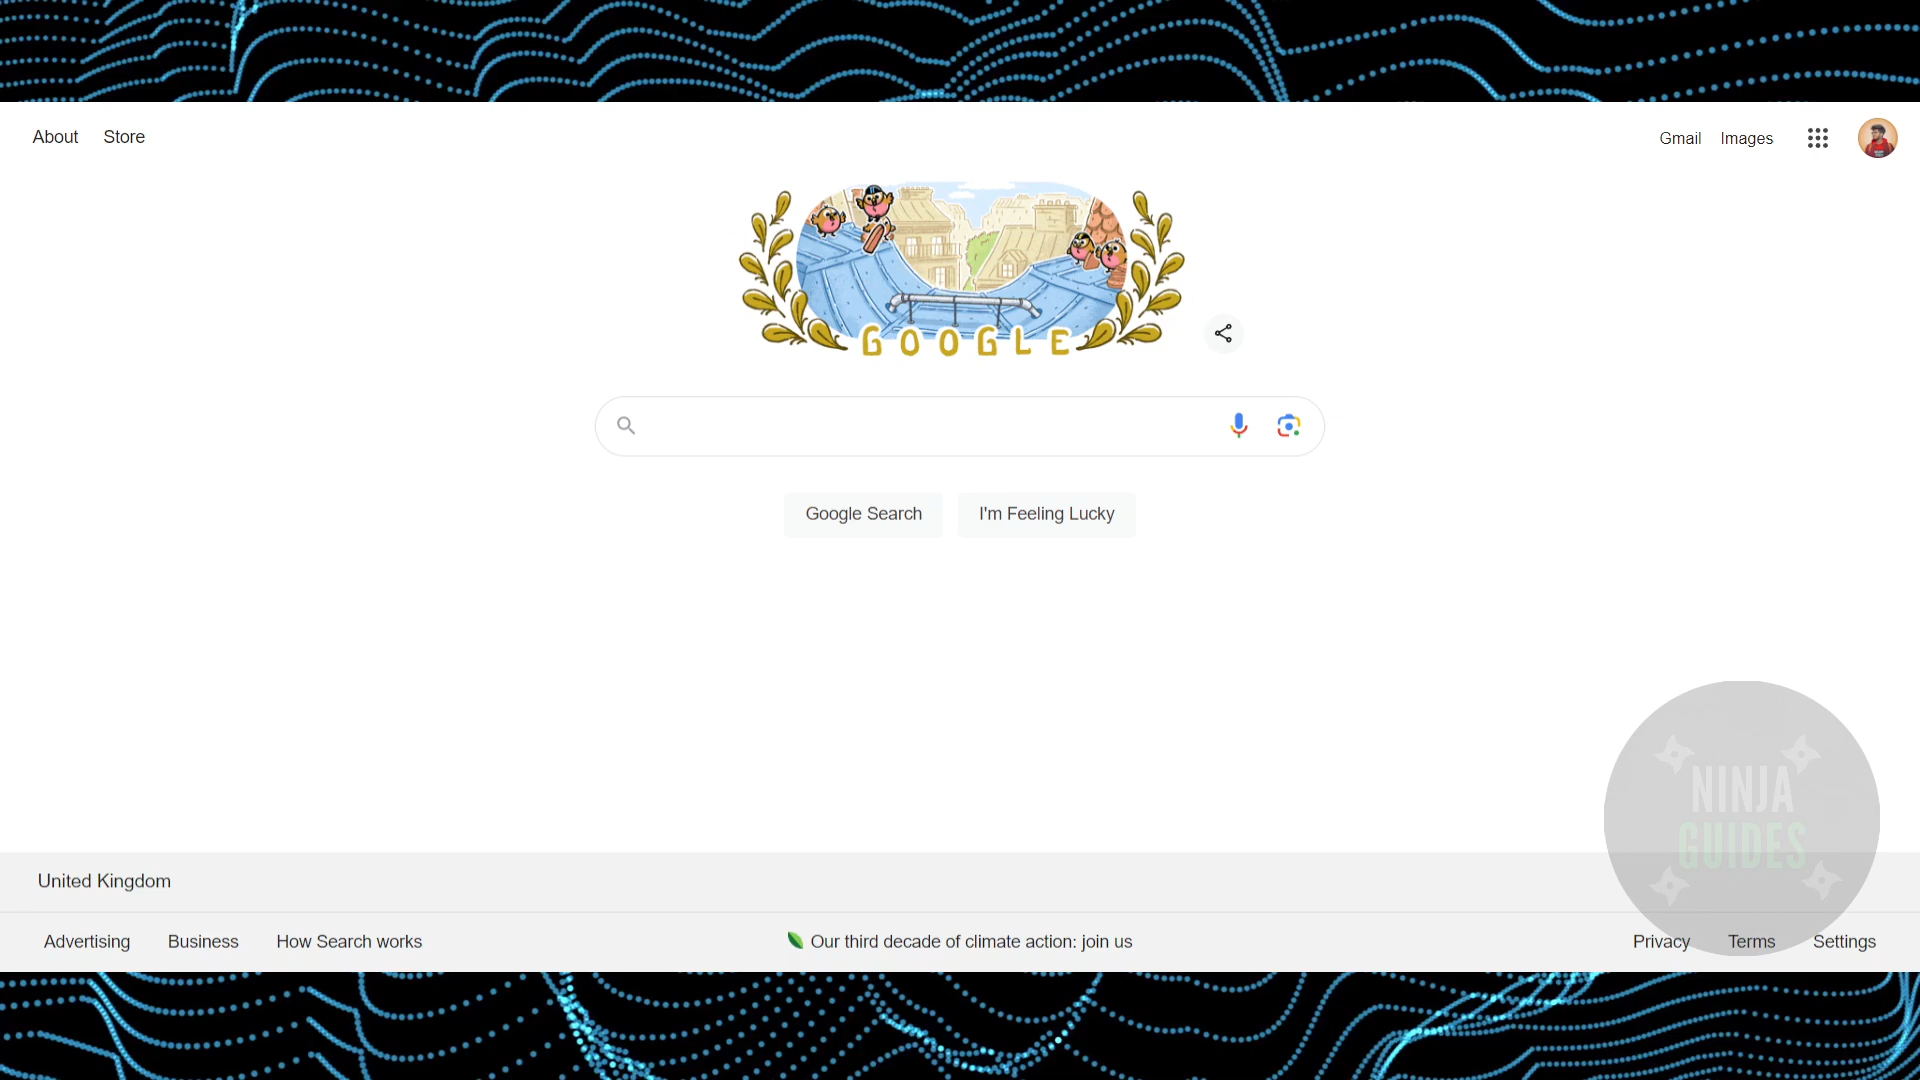 About Store
Gmail Images
GOOGLE
Google Search I'm Feeling Lucky
NINJA
GUIDES
United Kingdom
Advertising Business How Search works
Our third decade of climate action: join us
Privacy Terms Settings